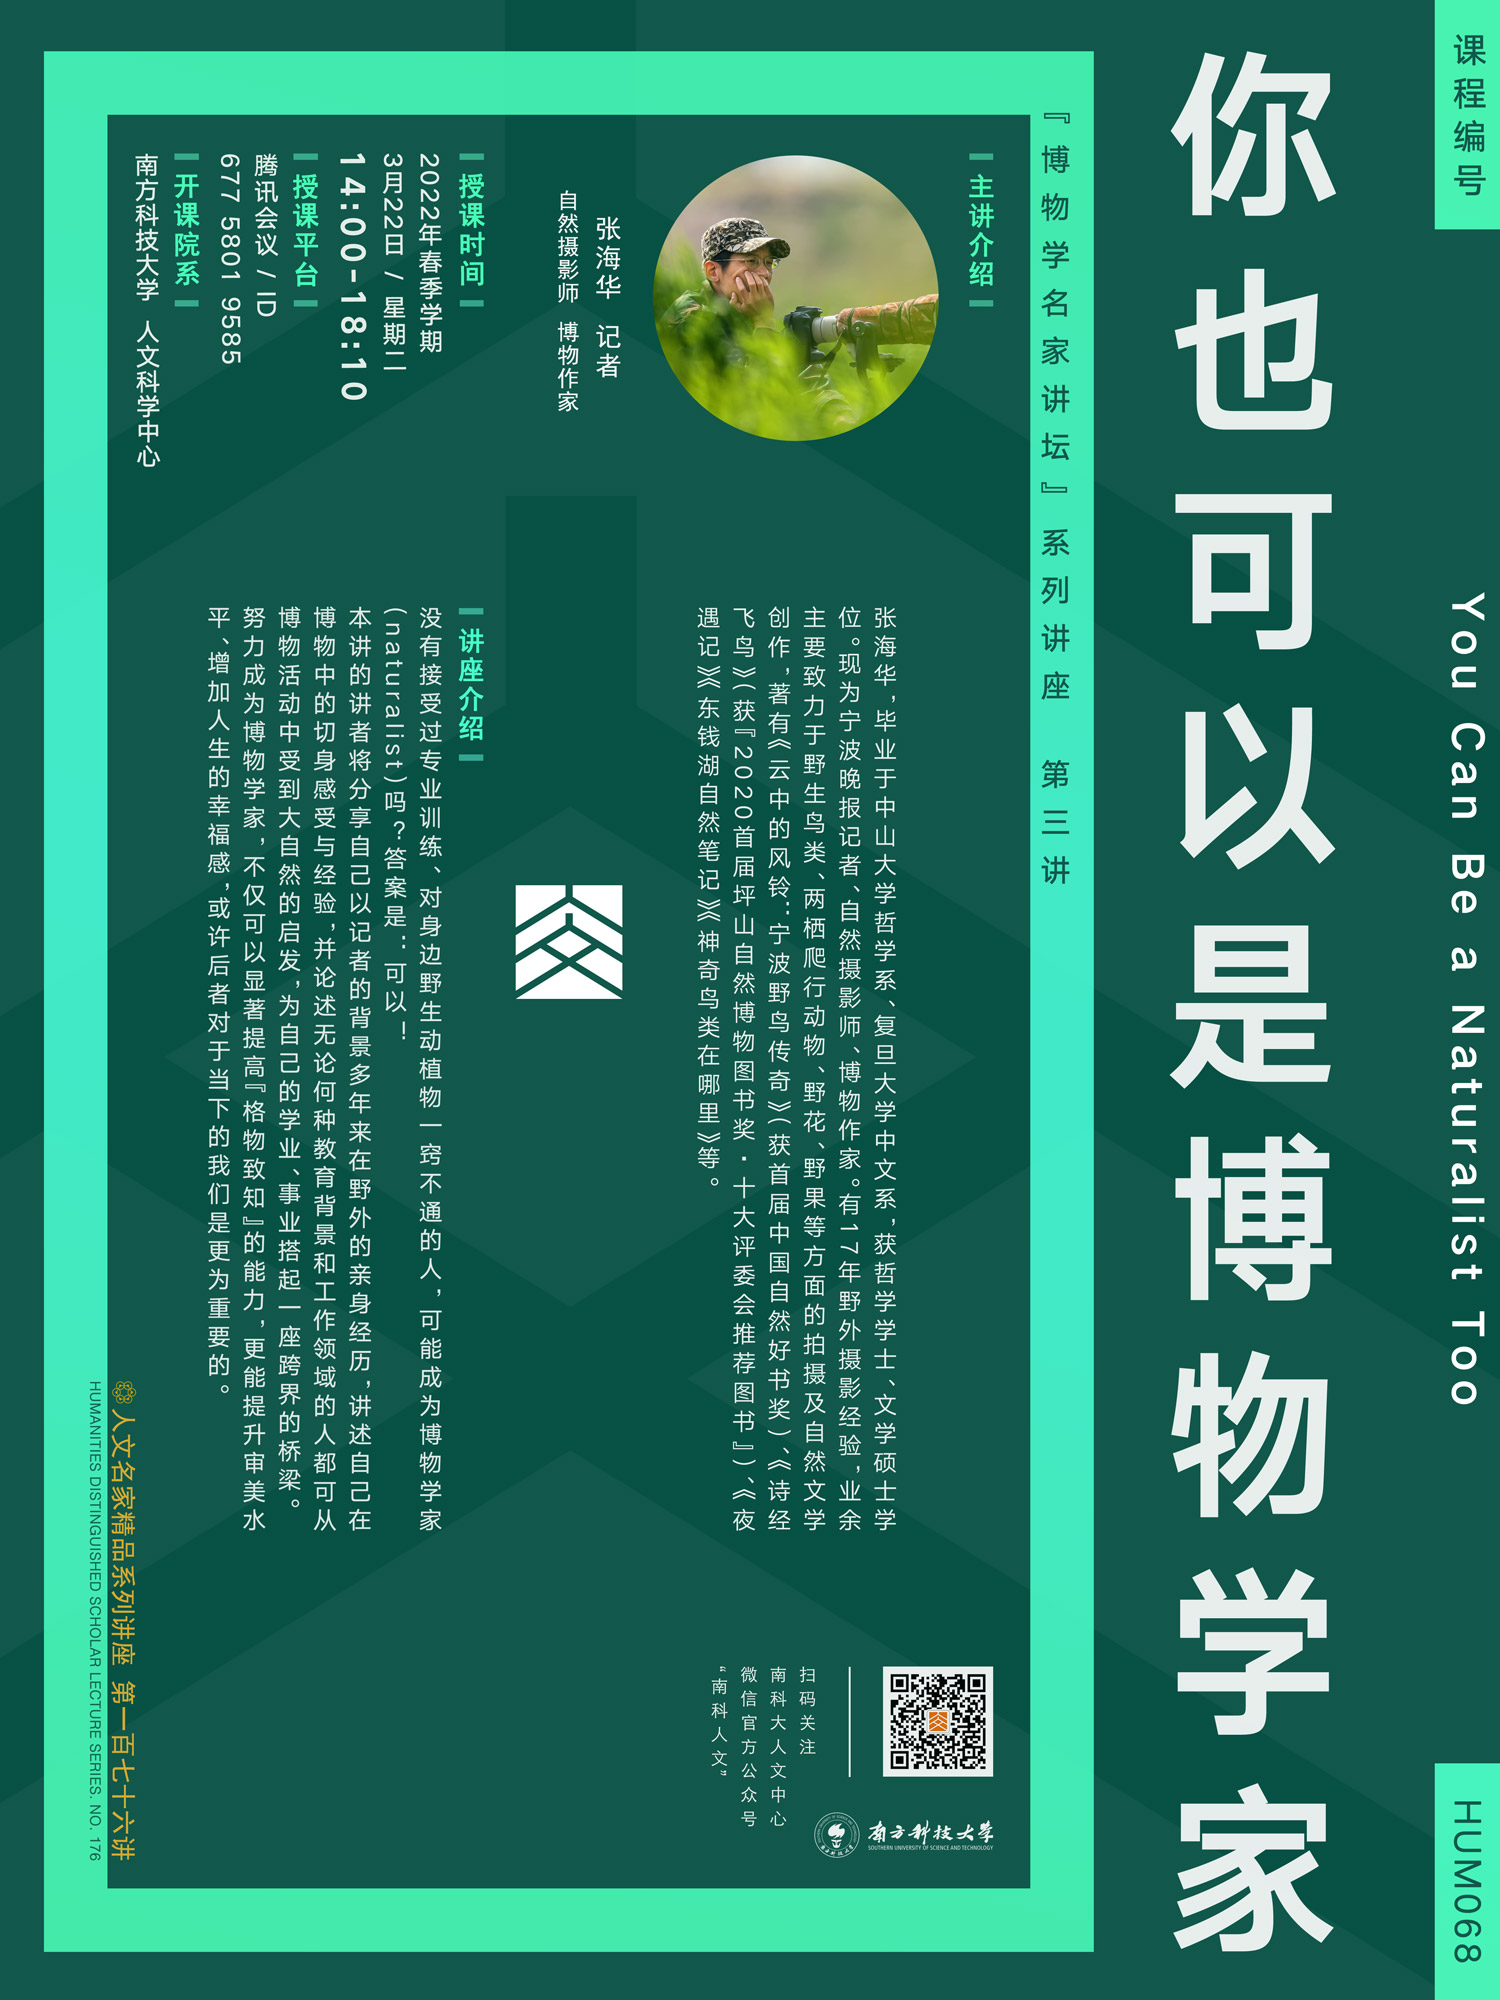 课程编号
HUM068
You Can Be a Naturalist Too
你也可以是博物学家
『博物学名家讲坛』系列讲座 第三讲
主讲介绍
张海华 记者
自然摄影师 博物作家
张海华，毕业于中山大学哲学系、复旦大学中文系，获哲学学士、文学硕士学
位。现为宁波晚报记者、自然摄影师、博物作家。有17年野外摄影经验，业余
主要致力于野生鸟类、两栖爬行动物、野花、野果等方面的拍摄及自然文学
创作，著有《云中的风铃：宁波野鸟传奇》（获首届中国自然好书奖）、《诗经
飞鸟》（获『2020首届坪山自然博物图书奖·十大评委会推荐图书』）、《夜
遇记》《东钱湖自然笔记》《神奇鸟类在哪里》等。
授课时间
2022年春季学期
3月22日 / 星期二
14:00-18:10
授课平台
腾讯会议 / ID
677 5801 9585
开课院系
南方科技大学 人文科学中心
讲座介绍
没有接受过专业训练、对身边野生动植物一窍不通的人，可能成为博物学家
(naturalist)吗？答案是：可以！
本讲的讲者将分享自己以记者的背景多年来在野外的亲身经历，讲述自己在
博物中的切身感受与经验，并论述无论何种教育背景和工作领域的人都可从
博物活动中受到大自然的启发，为自己的学业、事业搭起一座跨界的桥梁。
努力成为博物学家，不仅可以显著提高『格物致知』的能力，更能提升审美水
平、增加人生的幸福感，或许后者对于当下的我们是更为重要的。
扫码关注
南科大人文中心
微信官方公众号
“南科人文”
南方科技大学
SOUTHERN UNIVERSITY OF SCIENCE AND TECHNOLOGY
人文名家精品系列讲座 第一百七十六讲
HUMANITIES DISTINGUISHED SCHOLAR LECTURE SERIES. NO. 176